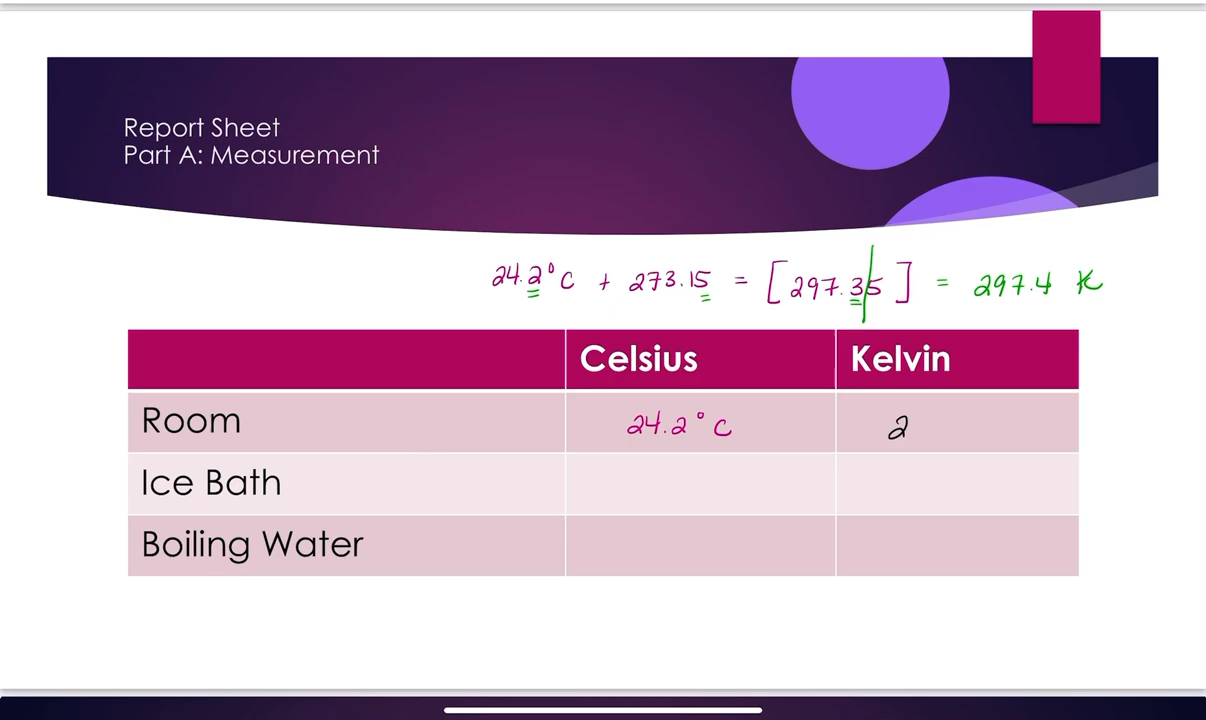 Report Sheet
Part A: Measurement
24.2°C + 273.15 = [297.35] = 297.4 K
Celsius Kelvin
Room 24.2°C 2
Ice Bath
Boiling Water